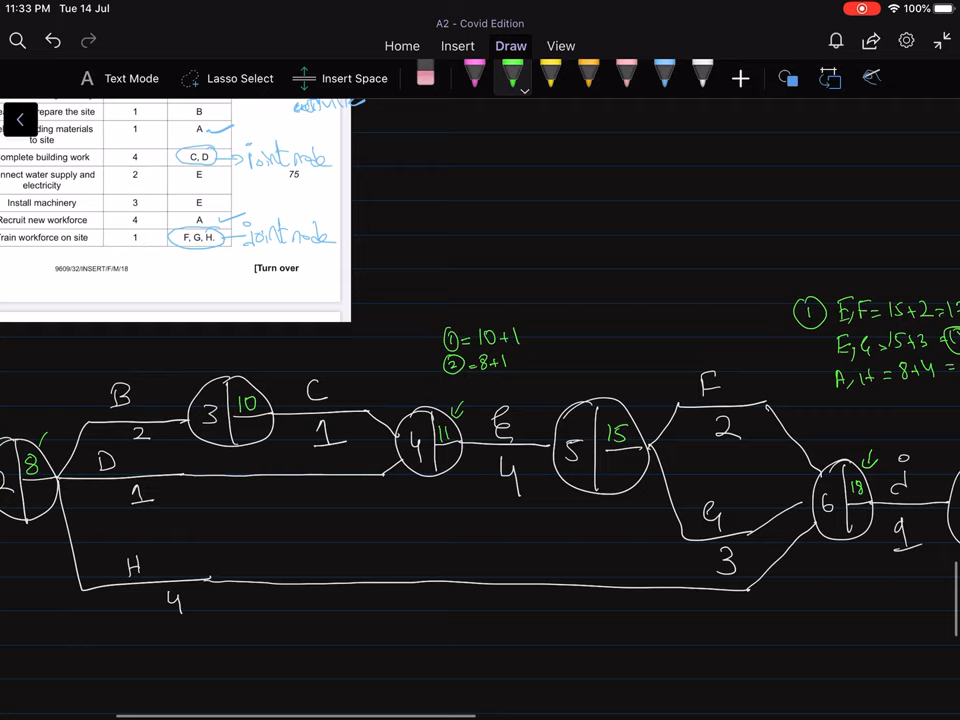 11:33 PM Tue 14 Jul
100%
A2 - Covid Edition
Home Insert Draw View
A Text Mode Lasso Select Insert Space
prepare the site 1 B
ding materials to site 1 A
omplete building work 4 C, D joint node
nnect water supply and electricity 2 E 75
Install machinery 3 E
Recruit new workforce 4 A
Train workforce on site 1 F, G, H. joint node
9609/32/INSERT/F/M/18 [Turn over
① = 10+1
② = 8+1
① E, F = 15+2 = 1
E, G = 15+3 =
A, H = 8+4 =
B
2
3 10
C
1
8
D
1
4 11
E
4
5 15
F
2
G
3
6 18
9
H
4